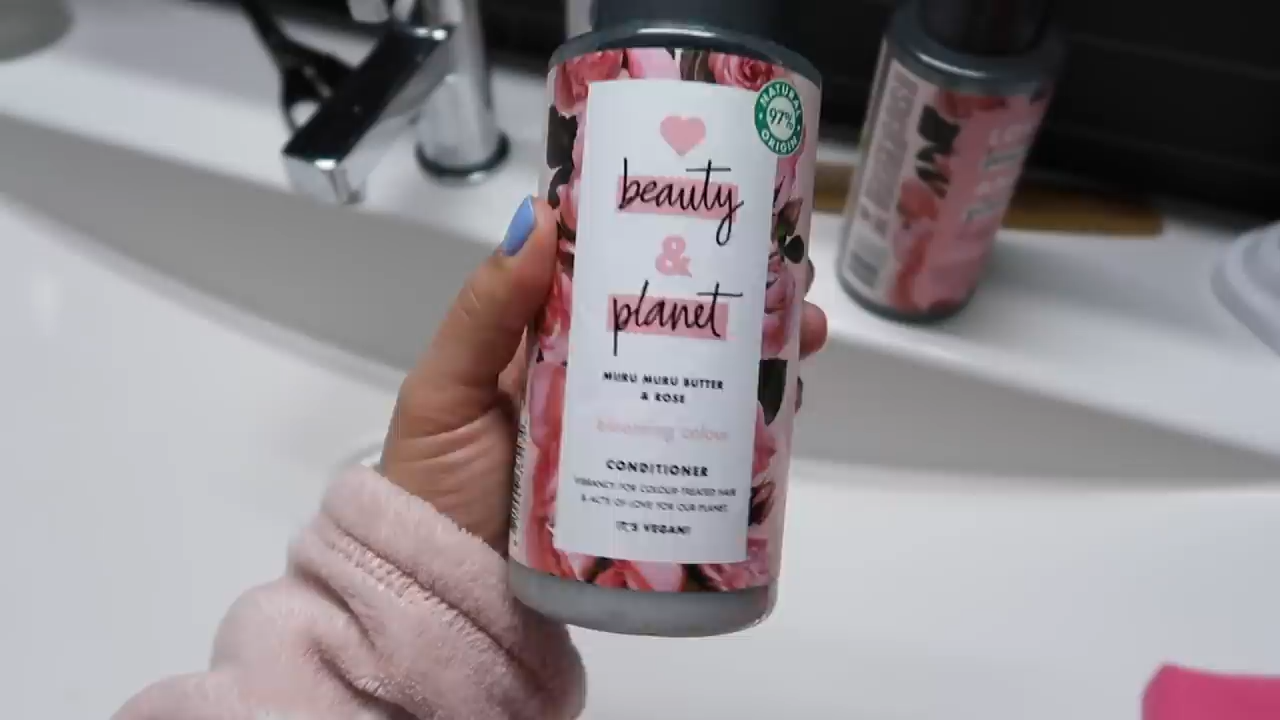 NATURAL
97%
ORIGIN
beauty
&
planet
MURU MURU BUTTER
& ROSE
blooming colour
CONDITIONER
VIBRANCY FOR COLOUR-TREATED HAIR
& ACTS OF LOVE FOR OUR PLANET
IT'S VEGAN!